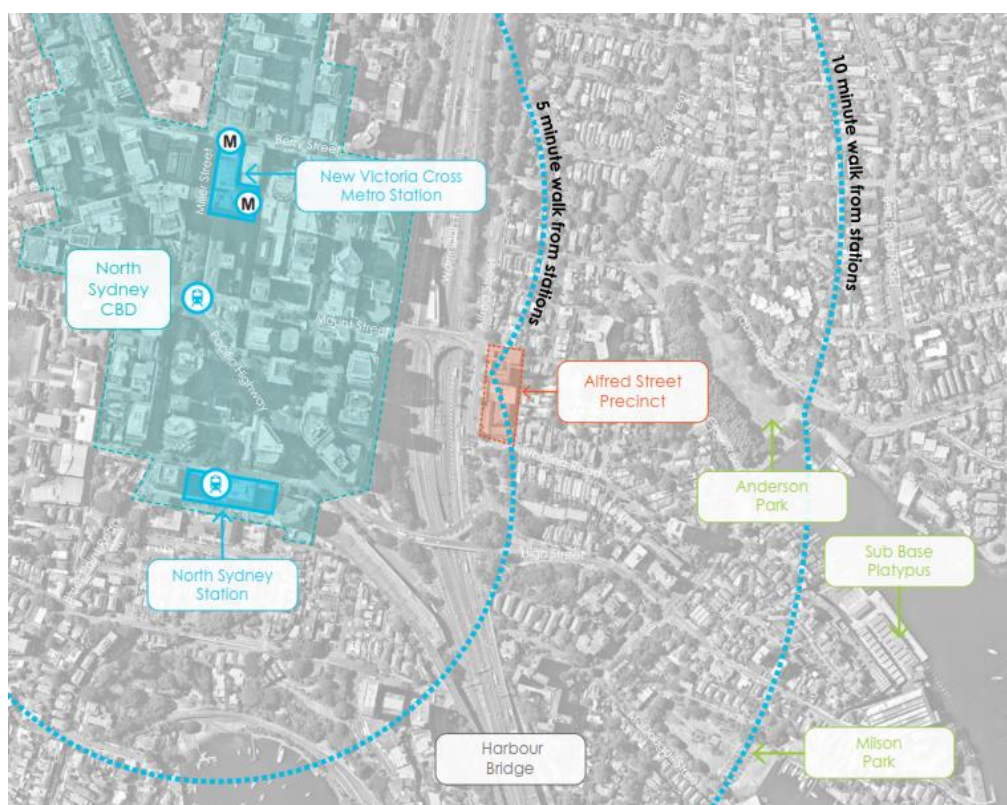 Berry Street
M
New Victoria Cross
Metro Station
Miller Street
M
North
Sydney
CBD
Mount Street
Pacific Highway
5 minute walk from stations
10 minute walk from stations
Alfred Street
Precinct
Anderson
Park
High Street
Sub Base
Platypus
North Sydney
Station
Harbour
Bridge
Milson
Park